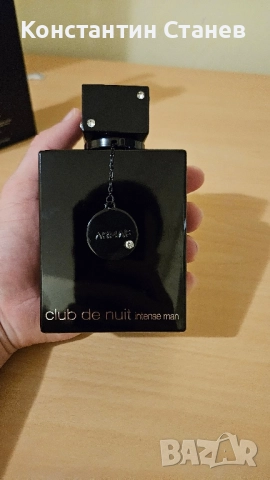 Константин Станев
ARMAF
club de nuit intense man
BAZAR